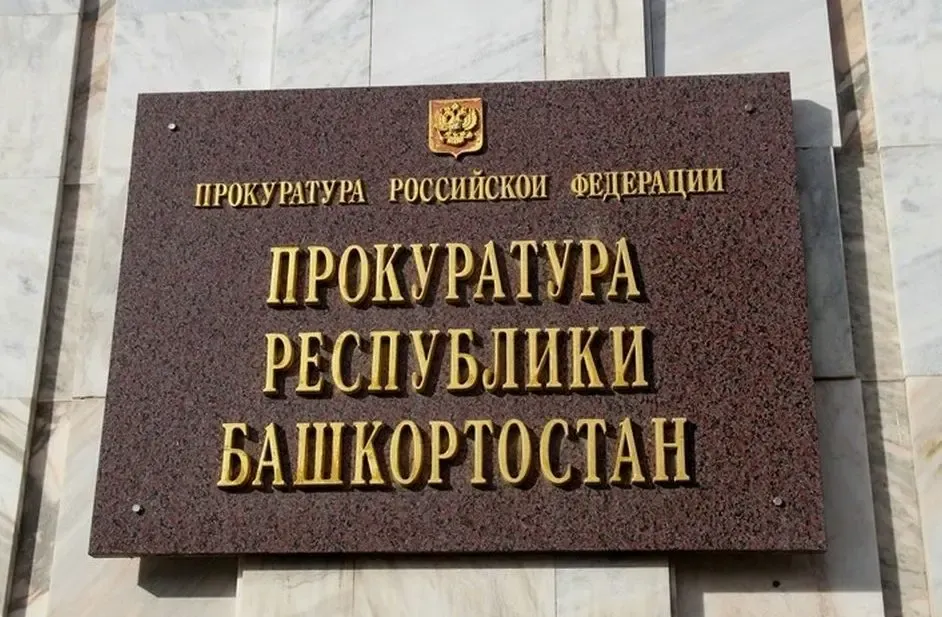 ПРОКУРАТУРА РОССИЙСКОИ ФЕДЕРАЦИИ
ПРОКУРАТУРА
РЕСПУБЛИКИ
БАШКОРТОСТАН